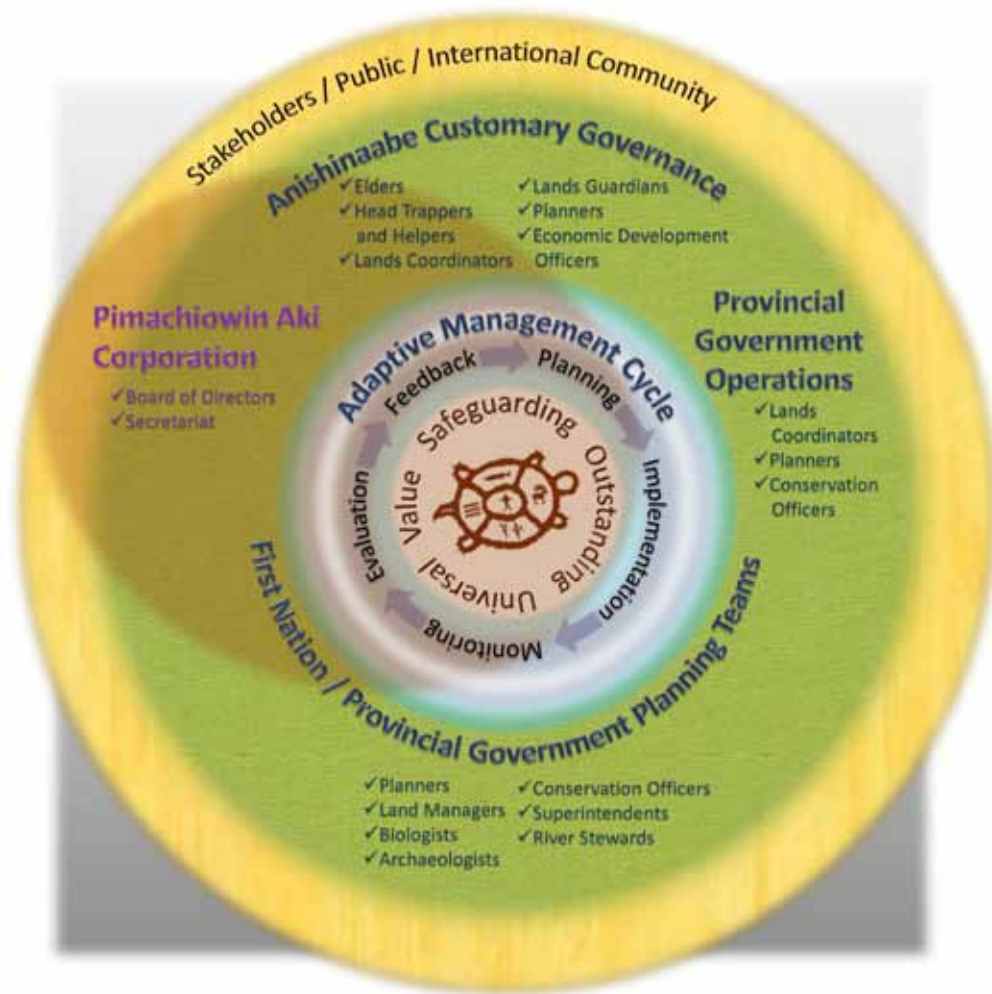 Stakeholders / Public / International Community
Anishinaabe Customary Governance
✓Elders
✓Head Trappers
and Helpers
✓Lands Coordinators
✓Lands Guardians
✓Planners
✓Economic Development
Officers
Pimachiowin Aki
Corporation
✓Board of Directors
✓Secretariat
Provincial
Government
Operations
✓Lands
Coordinators
✓Planners
✓Conservation
Officers
Adaptive Management Cycle
Feedback
Planning
Implementation
Monitoring
Evaluation
Safeguarding Outstanding Universal Value
First Nation / Provincial Government Planning Teams
✓Planners
✓Land Managers
✓Biologists
✓Archaeologists
✓Conservation Officers
✓Superintendents
✓River Stewards